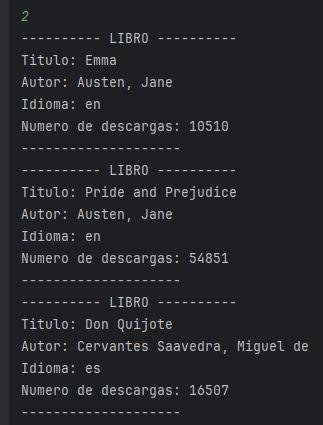 2
---------- LIBRO ----------
Titulo: Emma
Autor: Austen, Jane
Idioma: en
Numero de descargas: 10510
--------------------
---------- LIBRO ----------
Titulo: Pride and Prejudice
Autor: Austen, Jane
Idioma: en
Numero de descargas: 54851
--------------------
---------- LIBRO ----------
Titulo: Don Quijote
Autor: Cervantes Saavedra, Miguel de
Idioma: es
Numero de descargas: 16507
--------------------